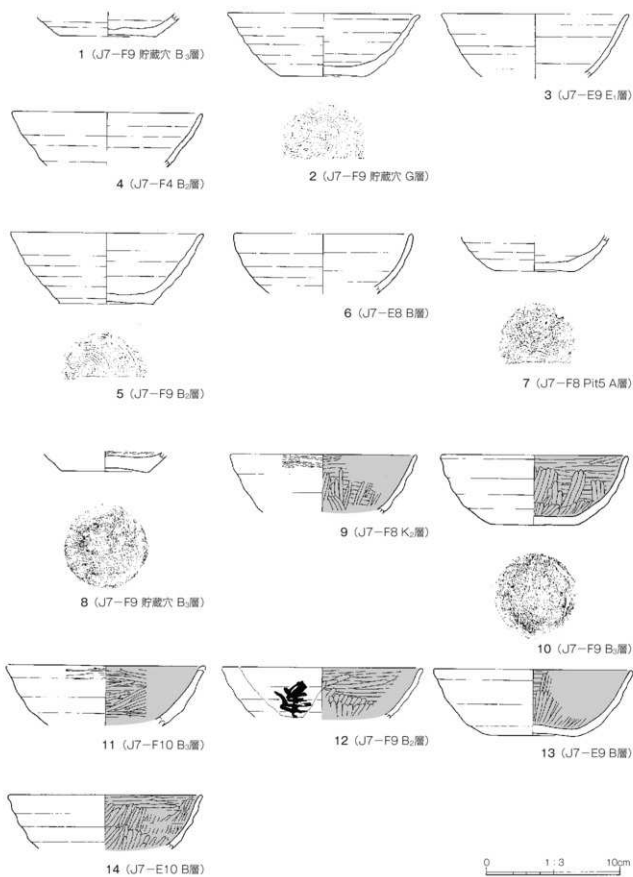 1 (J7-F9 貯蔵穴 B₃層)
2 (J7-F9 貯蔵穴 G層)
3 (J7-E9 E₁層)
4 (J7-F4 B₂層)
5 (J7-F9 B₂層)
6 (J7-E8 B層)
7 (J7-F8 Pit5 A層)
8 (J7-F9 貯蔵穴 B₃層)
9 (J7-F8 K₂層)
10 (J7-F9 B₃層)
11 (J7-F10 B₃層)
12 (J7-F9 B₂層)
13 (J7-E9 B層)
14 (J7-E10 B層)
0 1:3 10cm